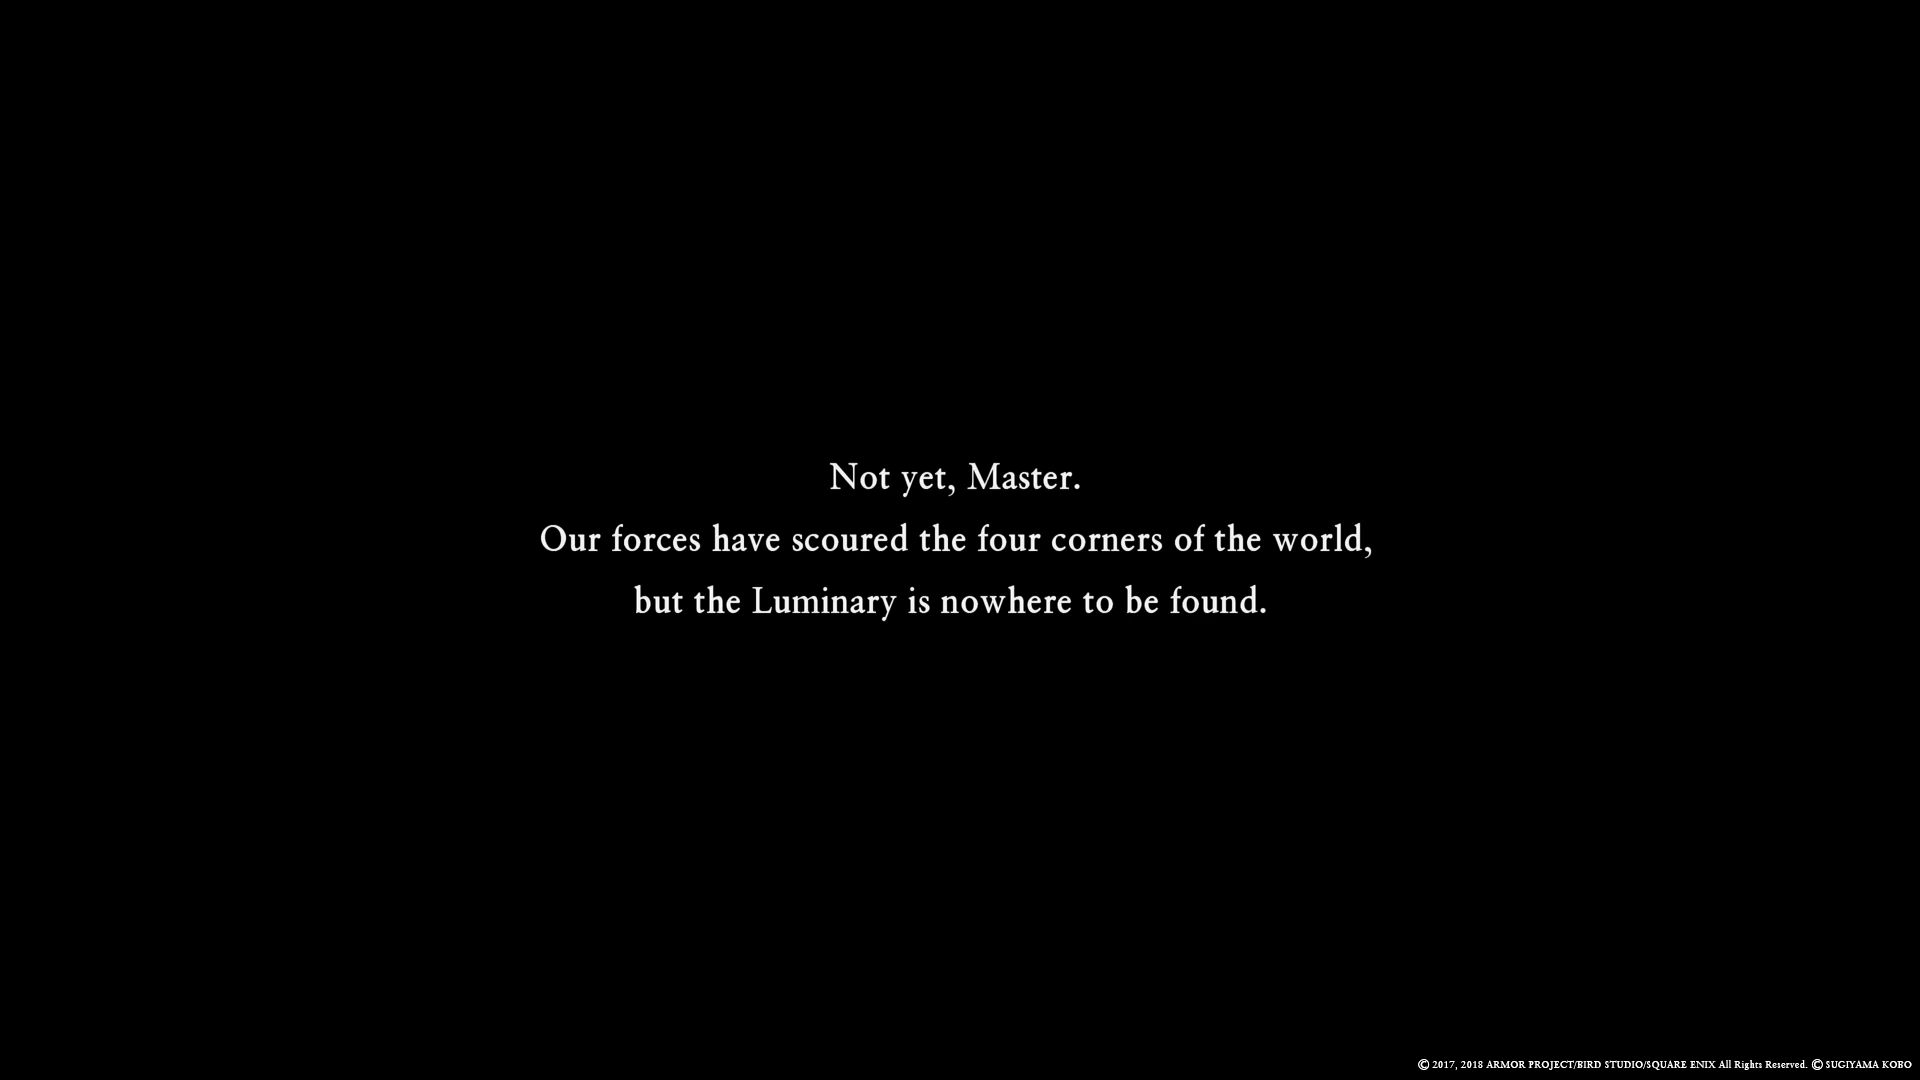 Not yet, Master.
Our forces have scoured the four corners of the world,
but the Luminary is nowhere to be found.
© 2017, 2018 ARMOR PROJECT/BIRD STUDIO/SQUARE ENIX All Rights Reserved. © SUGIYAMA KOBO